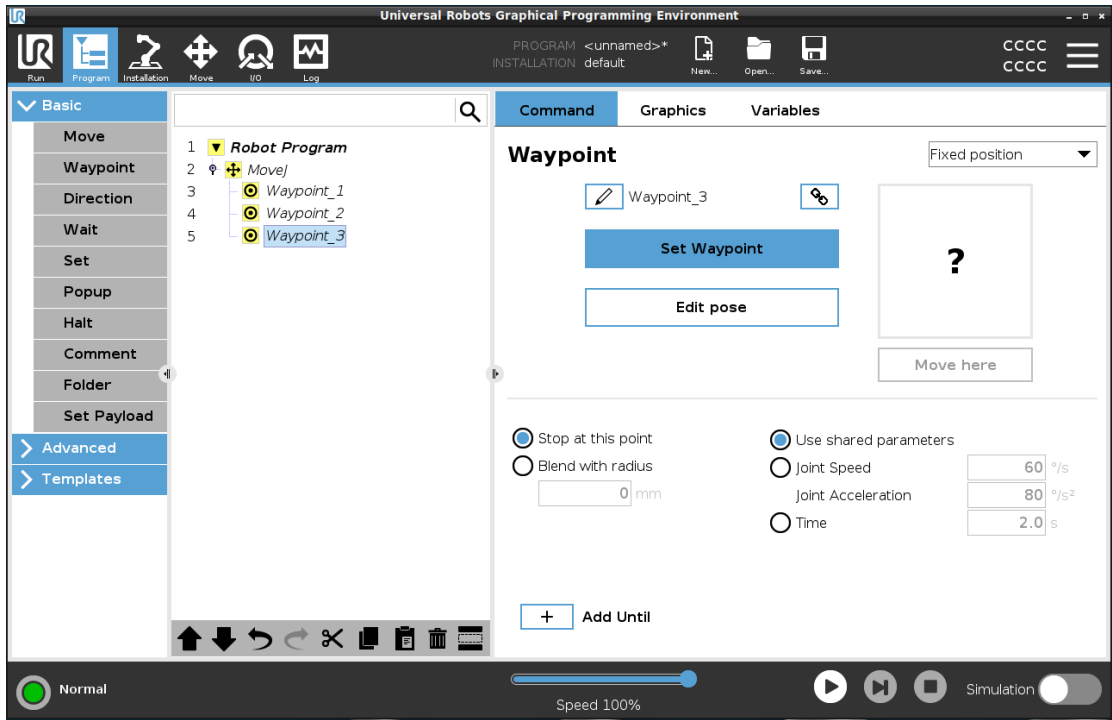 Universal Robots Graphical Programming Environment
UR
Run
Program
Installation
Move
I/O
Log
PROGRAM <unnamed>*
INSTALLATION default
New...
Open...
Save...
CCCC
CCCC
Basic
Move
Waypoint
Direction
Wait
Set
Popup
Halt
Comment
Folder
Set Payload
Advanced
Templates
1 Robot Program
2 MoveJ
3 Waypoint_1
4 Waypoint_2
5 Waypoint_3
Command Graphics Variables
Waypoint
Fixed position
Waypoint_3
Set Waypoint
?
Edit pose
Move here
Stop at this point
Blend with radius
0 mm
Use shared parameters
Joint Speed 60 °/s
Joint Acceleration 80 °/s²
Time 2.0 s
+ Add Until
Normal
Speed 100%
Simulation